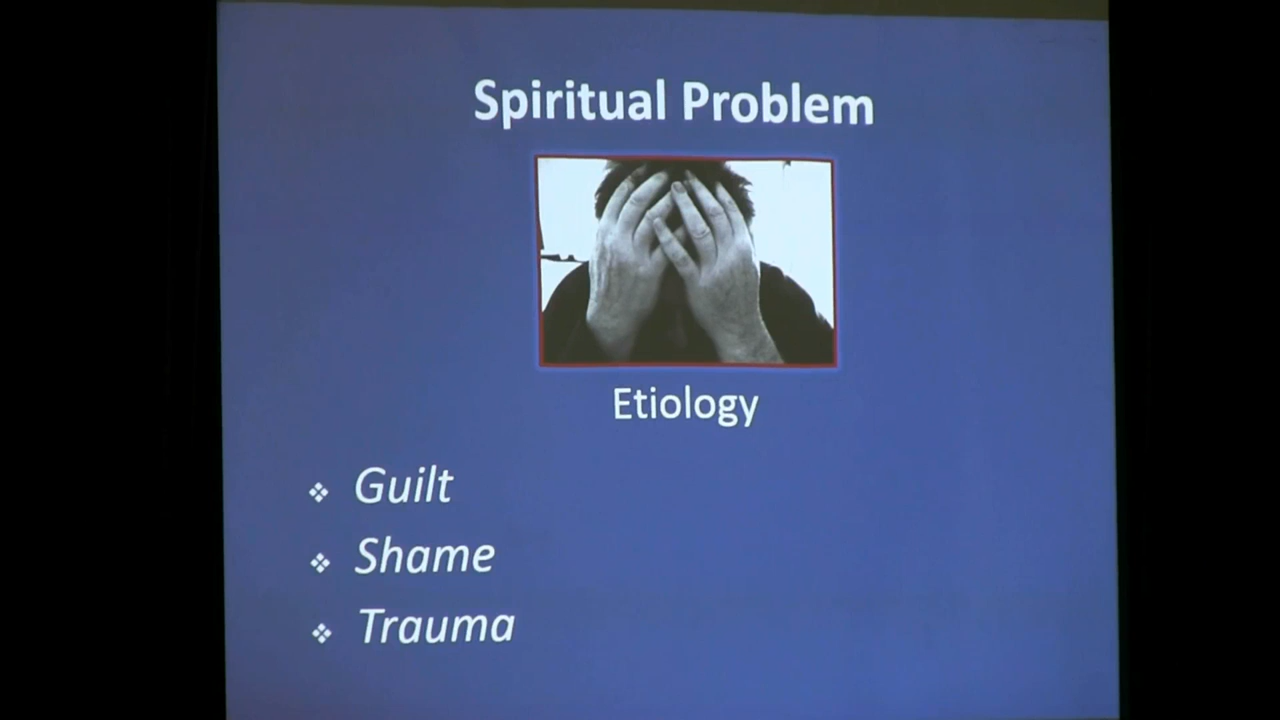 Spiritual Problem
Etiology
❖ Guilt
❖ Shame
❖ Trauma